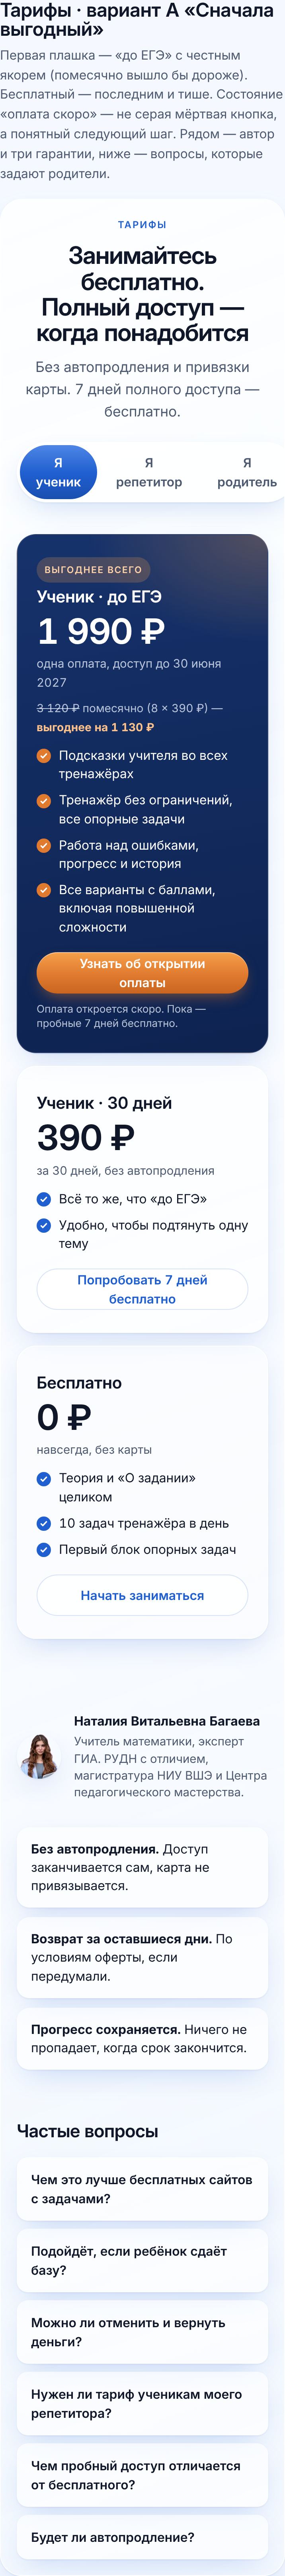 Тарифы · вариант А «Сначала
выгодный»
Первая плашка — «до ЕГЭ» с честным
якорем (помесячно вышло бы дороже).
Бесплатный — последним и тише. Состояние
«оплата скоро» — не серая мёртвая кнопка,
а понятный следующий шаг. Рядом — автор
и три гарантии, ниже — вопросы, которые
задают родители.
ТАРИФЫ
Занимайтесь
бесплатно.
Полный доступ —
когда понадобится
Без автопродления и привязки
карты. 7 дней полного доступа —
бесплатно.
Я
ученик
Я
репетитор
Я
родитель
ВЫГОДНЕЕ ВСЕГО
Ученик · до ЕГЭ
1 990 ₽
одна оплата, доступ до 30 июня
2027
3 120 ₽ помесячно (8 × 390 ₽) —
выгоднее на 1 130 ₽
Подсказки учителя во всех
тренажёрах
Тренажёр без ограничений,
все опорные задачи
Работа над ошибками,
прогресс и история
Все варианты с баллами,
включая повышенной
сложности
Узнать об открытии
оплаты
Оплата откроется скоро. Пока —
пробные 7 дней бесплатно.
Ученик · 30 дней
390 ₽
за 30 дней, без автопродления
Всё то же, что «до ЕГЭ»
Удобно, чтобы подтянуть одну
тему
Попробовать 7 дней
бесплатно
Бесплатно
0 ₽
навсегда, без карты
Теория и «О задании»
целиком
10 задач тренажёра в день
Первый блок опорных задач
Начать заниматься
Наталия Витальевна Багаева
Учитель математики, эксперт
ГИА. РУДН с отличием,
магистратура НИУ ВШЭ и Центра
педагогического мастерства.
Без автопродления. Доступ
заканчивается сам, карта не
привязывается.
Возврат за оставшиеся дни. По
условиям оферты, если
передумали.
Прогресс сохраняется. Ничего не
пропадает, когда срок закончится.
Частые вопросы
Чем это лучше бесплатных сайтов
с задачами?
Подойдёт, если ребёнок сдаёт
базу?
Можно ли отменить и вернуть
деньги?
Нужен ли тариф ученикам моего
репетитора?
Чем пробный доступ отличается
от бесплатного?
Будет ли автопродление?